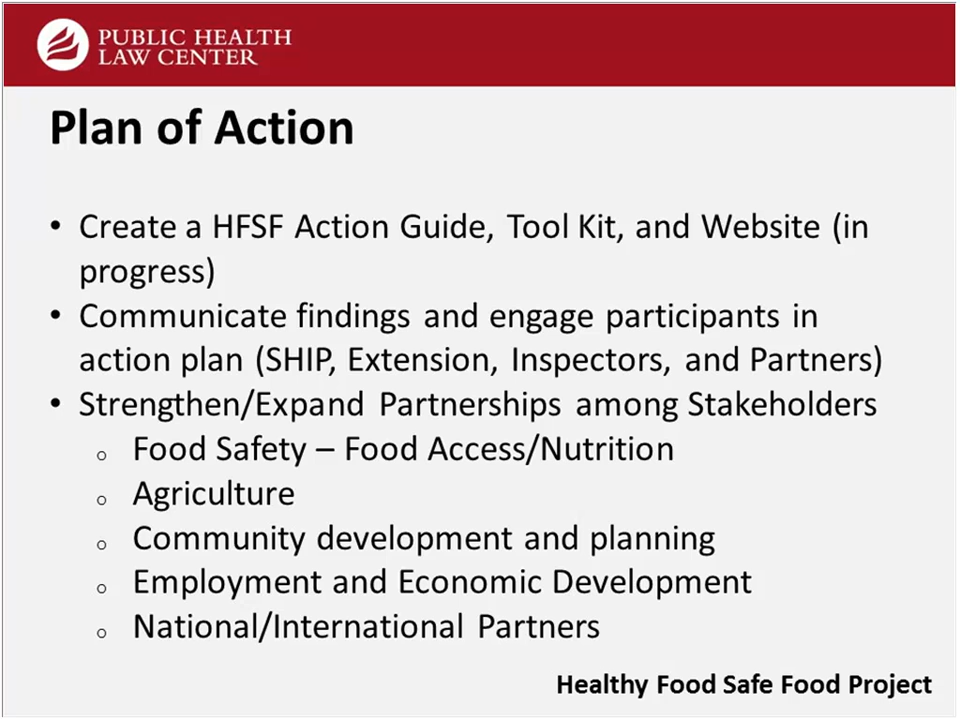 PUBLIC HEALTH
LAW CENTER
Plan of Action
• Create a HFSF Action Guide, Tool Kit, and Website (in
progress)
• Communicate findings and engage participants in
action plan (SHIP, Extension, Inspectors, and Partners)
• Strengthen/Expand Partnerships among Stakeholders
o Food Safety – Food Access/Nutrition
o Agriculture
o Community development and planning
o Employment and Economic Development
o National/International Partners
Healthy Food Safe Food Project